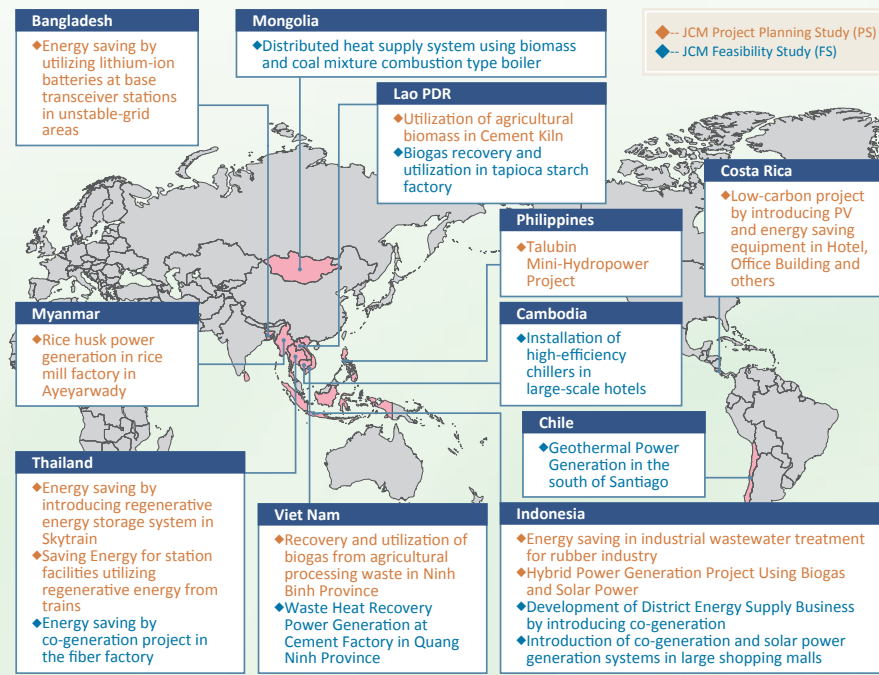 Bangladesh
◆Energy saving by
utilizing lithium-ion
batteries at base
transceiver stations
in unstable-grid
areas
Mongolia
◆Distributed heat supply system using biomass
and coal mixture combustion type boiler
◆-- JCM Project Planning Study (PS)
◆-- JCM Feasibility Study (FS)
Lao PDR
◆Utilization of agricultural
biomass in Cement Kiln
◆Biogas recovery and
utilization in tapioca starch
factory
Costa Rica
◆Low-carbon project
by introducing PV
and energy saving
equipment in Hotel,
Office Building and
others
Philippines
◆Talubin
Mini-Hydropower
Project
Myanmar
◆Rice husk power
generation in rice
mill factory in
Ayeyarwady
Cambodia
◆Installation of
high-efficiency
chillers in
large-scale hotels
Chile
◆Geothermal Power
Generation in the
south of Santiago
Thailand
◆Energy saving by
introducing regenerative
energy storage system in
Skytrain
◆Saving Energy for station
facilities utilizing
regenerative energy from
trains
◆Energy saving by
co-generation project in
the fiber factory
Viet Nam
◆Recovery and utilization of
biogas from agricultural
processing waste in Ninh
Binh Province
◆Waste Heat Recovery
Power Generation at
Cement Factory in Quang
Ninh Province
Indonesia
◆Energy saving in industrial wastewater treatment
for rubber industry
◆Hybrid Power Generation Project Using Biogas
and Solar Power
◆Development of District Energy Supply Business
by introducing co-generation
◆Introduction of co-generation and solar power
generation systems in large shopping malls